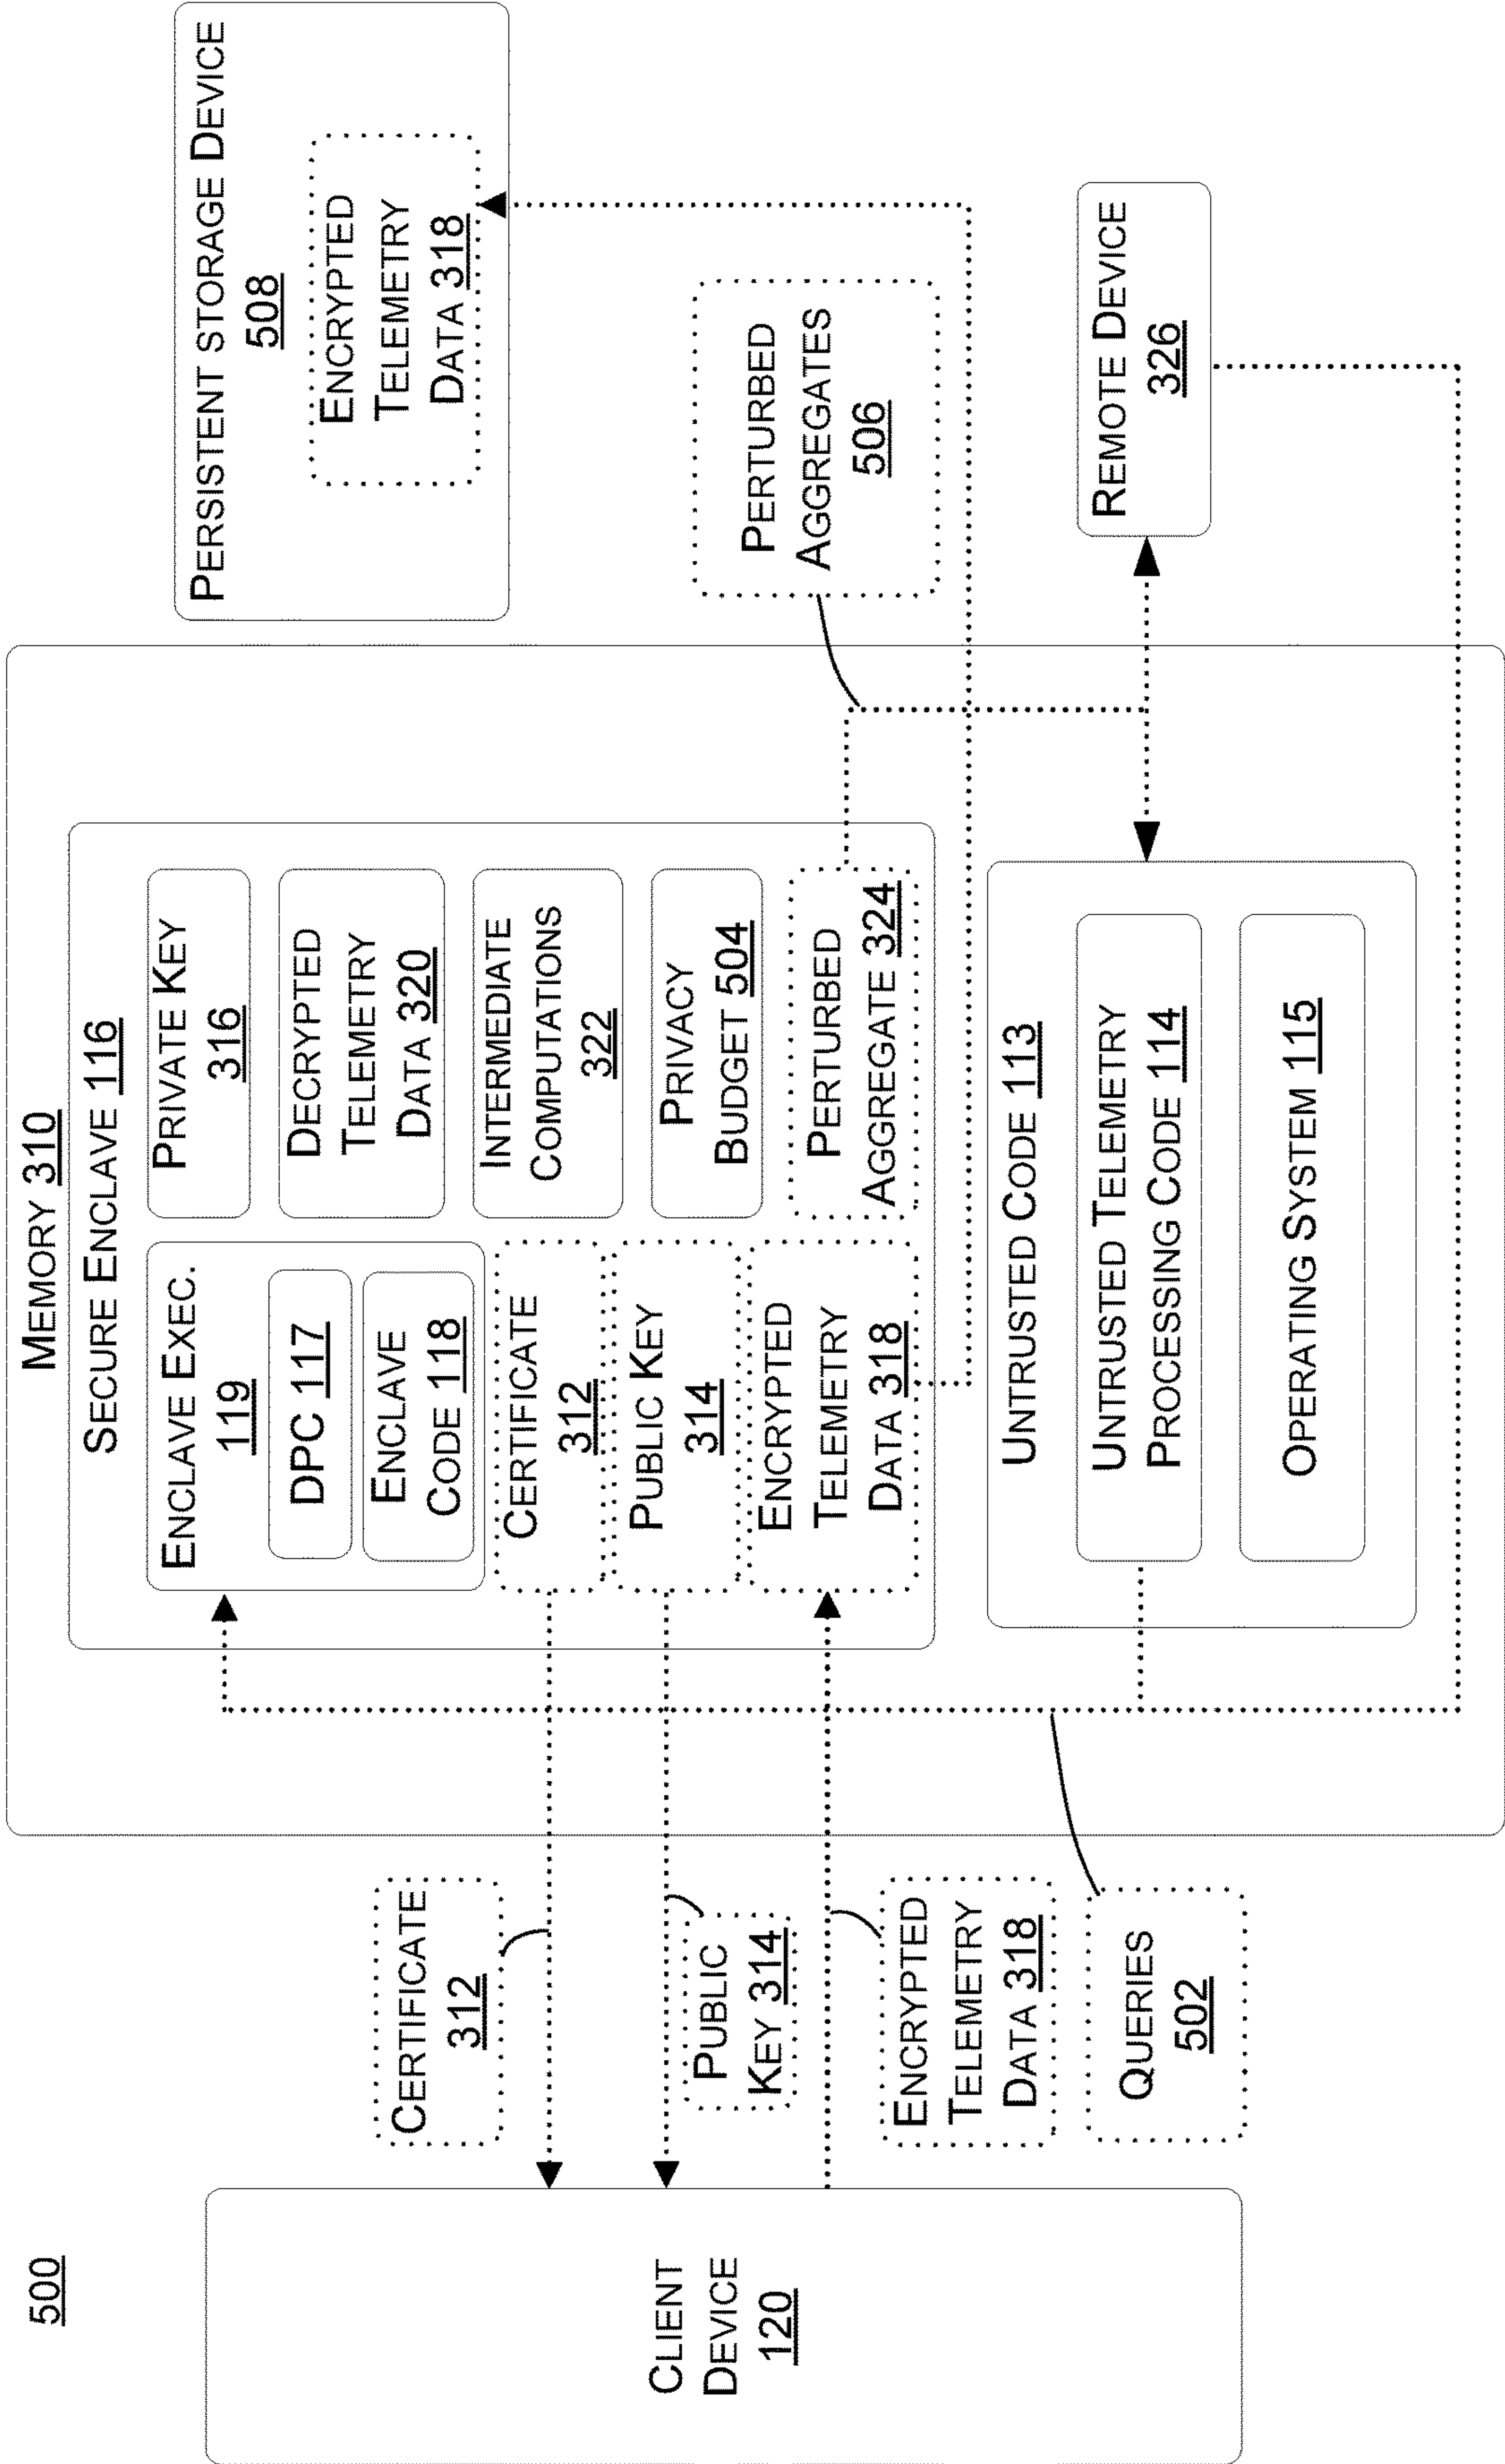 500
CLIENT
DEVICE
120
CERTIFICATE
312
PUBLIC
KEY 314
ENCRYPTED
TELEMETRY
DATA 318
QUERIES
502
MEMORY 310
SECURE ENCLAVE 116
ENCLAVE EXEC.
119
DPC 117
ENCLAVE
CODE 118
CERTIFICATE
312
PUBLIC KEY
314
ENCRYPTED
TELEMETRY
DATA 318
PRIVATE KEY
316
DECRYPTED
TELEMETRY
DATA 320
INTERMEDIATE
COMPUTATIONS
322
PRIVACY
BUDGET 504
PERTURBED
AGGREGATE 324
UNTRUSTED CODE 113
UNTRUSTED TELEMETRY
PROCESSING CODE 114
OPERATING SYSTEM 115
PERSISTENT STORAGE DEVICE
508
ENCRYPTED
TELEMETRY
DATA 318
PERTURBED
AGGREGATES
506
REMOTE DEVICE
326